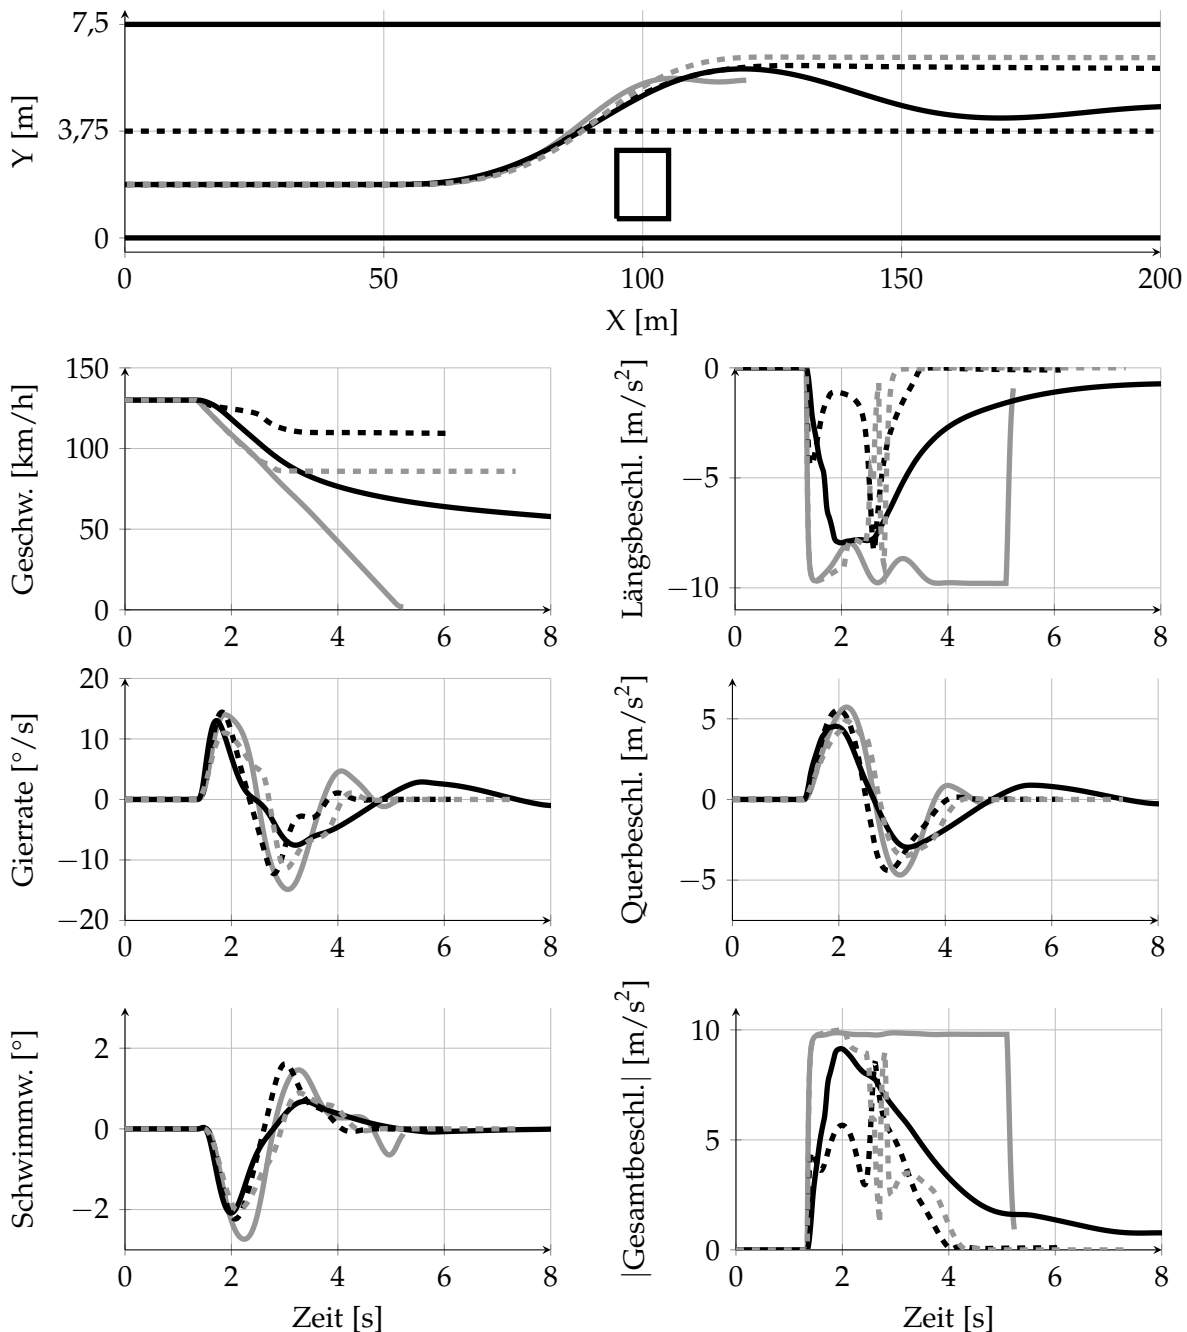 7,5
3,75
0
Y [m]
0 50 100 150 200
X [m]
150
100
50
0
Geschw. [km/h]
0 2 4 6 8
0
−5
−10
Längsbeschl. [m/s²]
0 2 4 6 8
20
10
0
−10
−20
Gierrate [°/s]
0 2 4 6 8
5
0
−5
Querbeschl. [m/s²]
0 2 4 6 8
2
0
−2
Schwimmw. [°]
0 2 4 6 8
Zeit [s]
10
5
0
|Gesamtbeschl.| [m/s²]
0 2 4 6 8
Zeit [s]